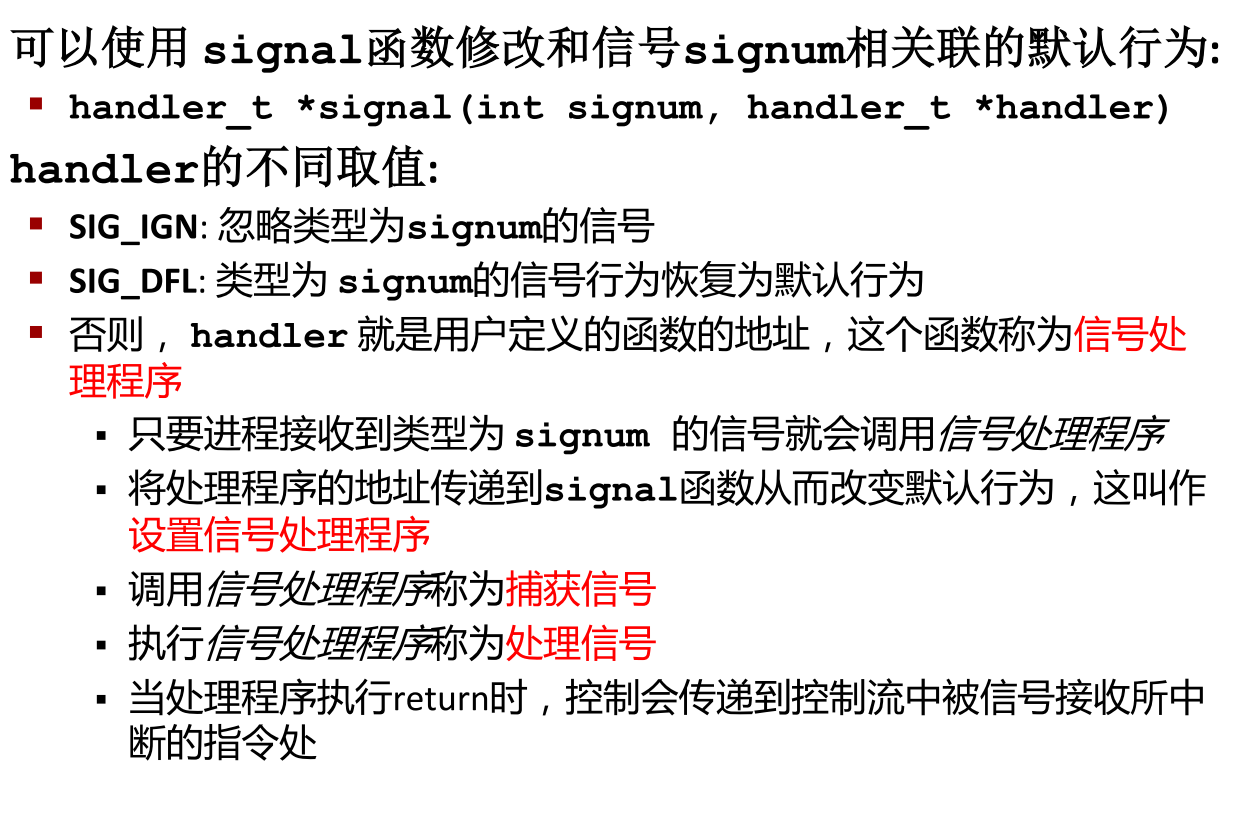 可以使用 signal函数修改和信号signum相关联的默认行为:
▪ handler_t *signal(int signum, handler_t *handler)
handler的不同取值:
▪ SIG_IGN: 忽略类型为signum的信号
▪ SIG_DFL: 类型为 signum的信号行为恢复为默认行为
▪ 否则， handler 就是用户定义的函数的地址，这个函数称为信号处
理程序
▪ 只要进程接收到类型为 signum 的信号就会调用信号处理程序
▪ 将处理程序的地址传递到signal函数从而改变默认行为，这叫作
设置信号处理程序
▪ 调用信号处理程序称为捕获信号
▪ 执行信号处理程序称为处理信号
▪ 当处理程序执行return时，控制会传递到控制流中被信号接收所中
断的指令处